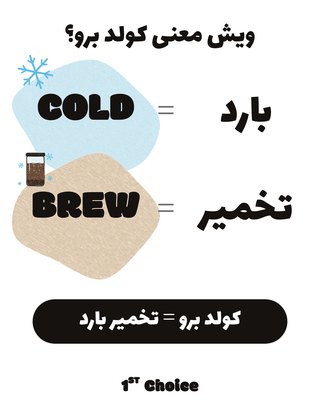 ويش معنى كولد برو؟
COLD = بارد
BREW = تخمير
كولد برو = تخمير بارد
1ST Choice